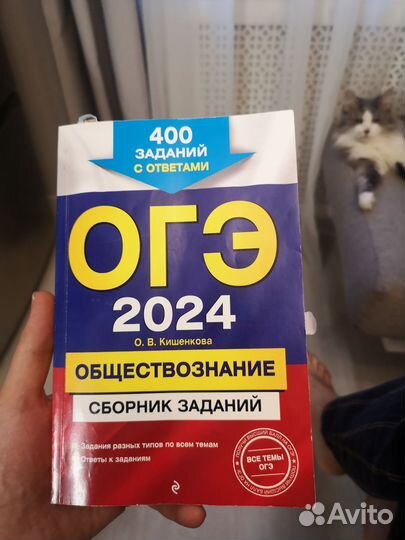 400
ЗАДАНИЙ
С ОТВЕТАМИ
ОГЭ
2024
О. В. Кишенкова
ОБЩЕСТВОЗНАНИЕ
СБОРНИК ЗАДАНИЙ
Задания разных типов по всем темам
Ответы к заданиям
ВСЕ ТЕМЫ
ОГЭ
Avito